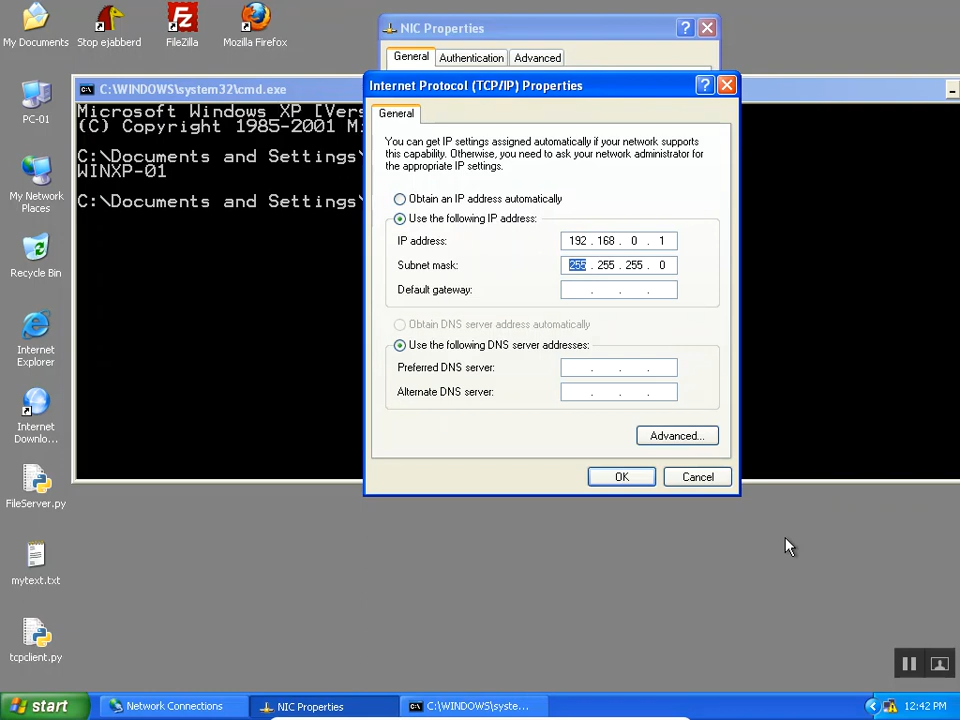 My Documents
Stop ejabberd
FileZilla
Mozilla Firefox
PC-01
My Network
Places
Recycle Bin
Internet
Explorer
Internet
Downlo...
FileServer.py
mytext.txt
tcpclient.py
NIC Properties
General
Authentication
Advanced
C:\WINDOWS\system32\cmd.exe
Microsoft Windows XP [Vers
(C) Copyright 1985-2001 Mi
C:\Documents and Settings\
WINXP-01
C:\Documents and Settings\
Internet Protocol (TCP/IP) Properties
General
You can get IP settings assigned automatically if your network supports
this capability. Otherwise, you need to ask your network administrator for
the appropriate IP settings.
Obtain an IP address automatically
Use the following IP address:
IP address: 192 . 168 . 0 . 1
Subnet mask: 255 . 255 . 255 . 0
Default gateway: . . .
Obtain DNS server address automatically
Use the following DNS server addresses:
Preferred DNS server: . . .
Alternate DNS server: . . .
Advanced...
OK
Cancel
start
Network Connections
NIC Properties
C:\WINDOWS\syste...
12:42 PM